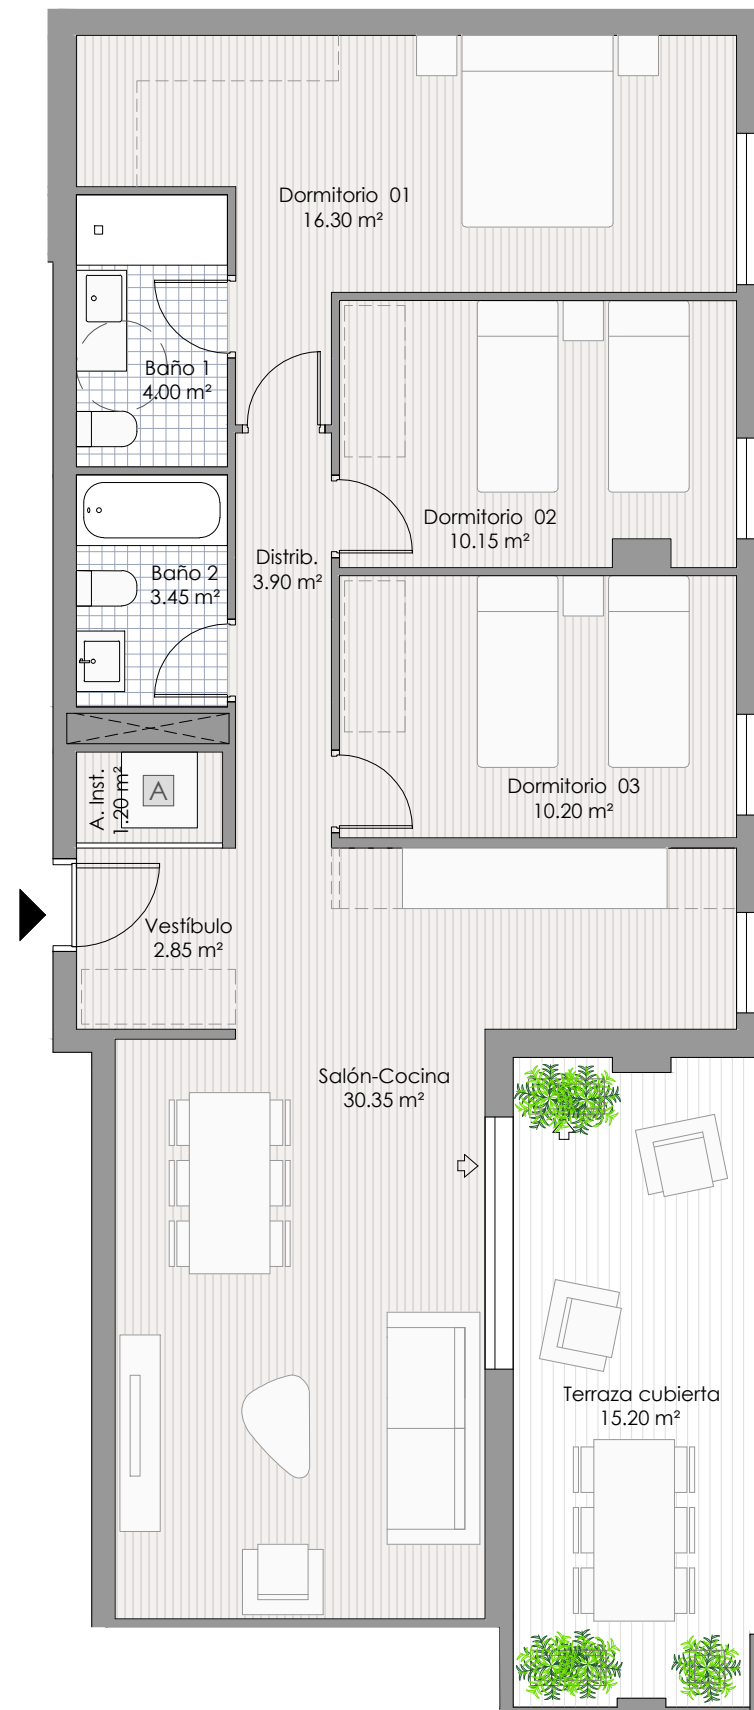 Dormitorio 01
16.30 m²
Baño 1
4.00 m²
Dormitorio 02
10.15 m²
Distrib.
3.90 m²
Baño 2
3.45 m²
Dormitorio 03
10.20 m²
A. Inst.
1.20 m²
A
Vestíbulo
2.85 m²
Salón-Cocina
30.35 m²
Terraza cubierta
15.20 m²